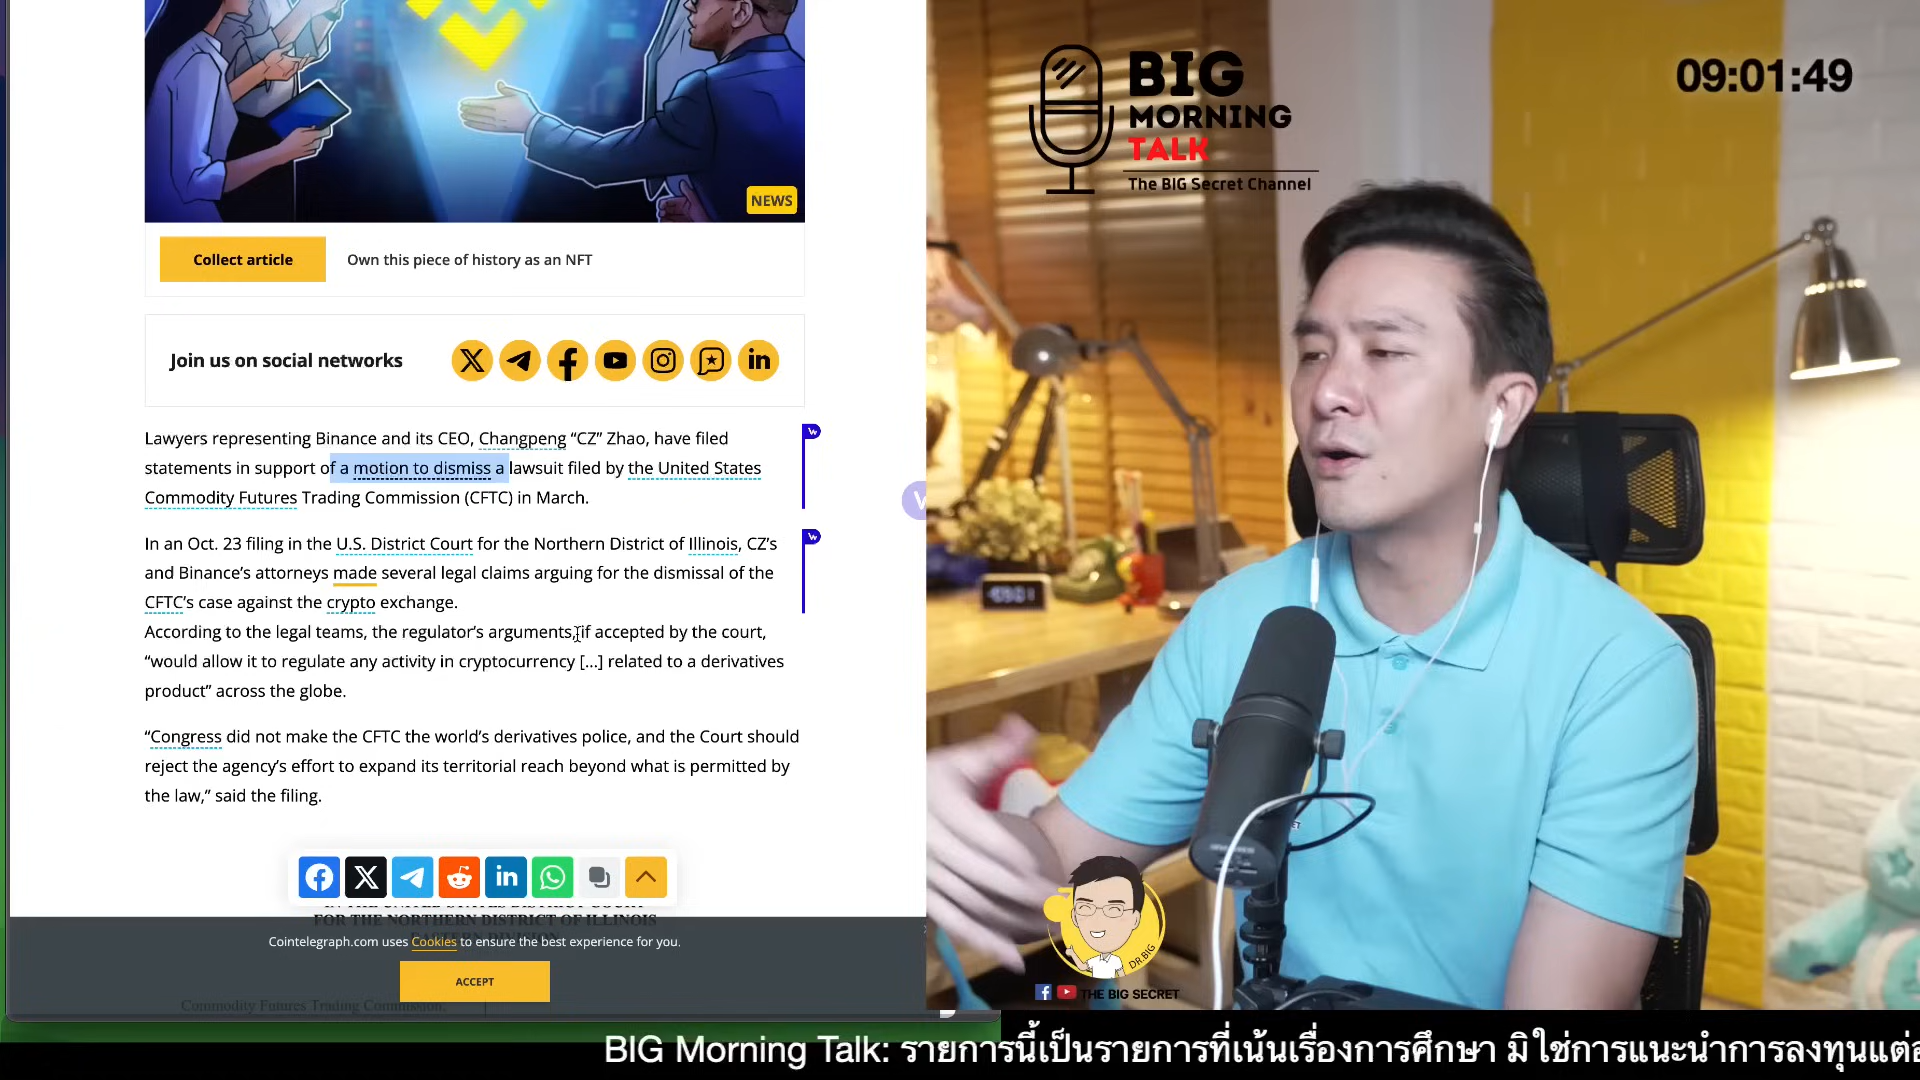 NEWS
Collect article
Own this piece of history as an NFT
Join us on social networks
Lawyers representing Binance and its CEO, Changpeng “CZ” Zhao, have filed
statements in support of a motion to dismiss a lawsuit filed by the United States
Commodity Futures Trading Commission (CFTC) in March.
In an Oct. 23 filing in the U.S. District Court for the Northern District of Illinois, CZ’s
and Binance’s attorneys made several legal claims arguing for the dismissal of the
CFTC’s case against the crypto exchange.
According to the legal teams, the regulator’s arguments, if accepted by the court,
“would allow it to regulate any activity in cryptocurrency [...] related to a derivatives
product” across the globe.
“Congress did not make the CFTC the world’s derivatives police, and the Court should
reject the agency’s effort to expand its territorial reach beyond what is permitted by
the law,” said the filing.
FOR THE NORTHERN DISTRICT OF ILLINOIS
Cointelegraph.com uses Cookies to ensure the best experience for you.
ACCEPT
Commodity Futures Trading Commission,
BIG
MORNING
TALK
The BIG Secret Channel
09:01:49
DR.BIG
THE BIG SECRET
BIG Morning Talk: รายการนี้เป็นรายการที่เน้นเรื่องการศึกษา มิใช่การแนะนำการลงทุนแต่